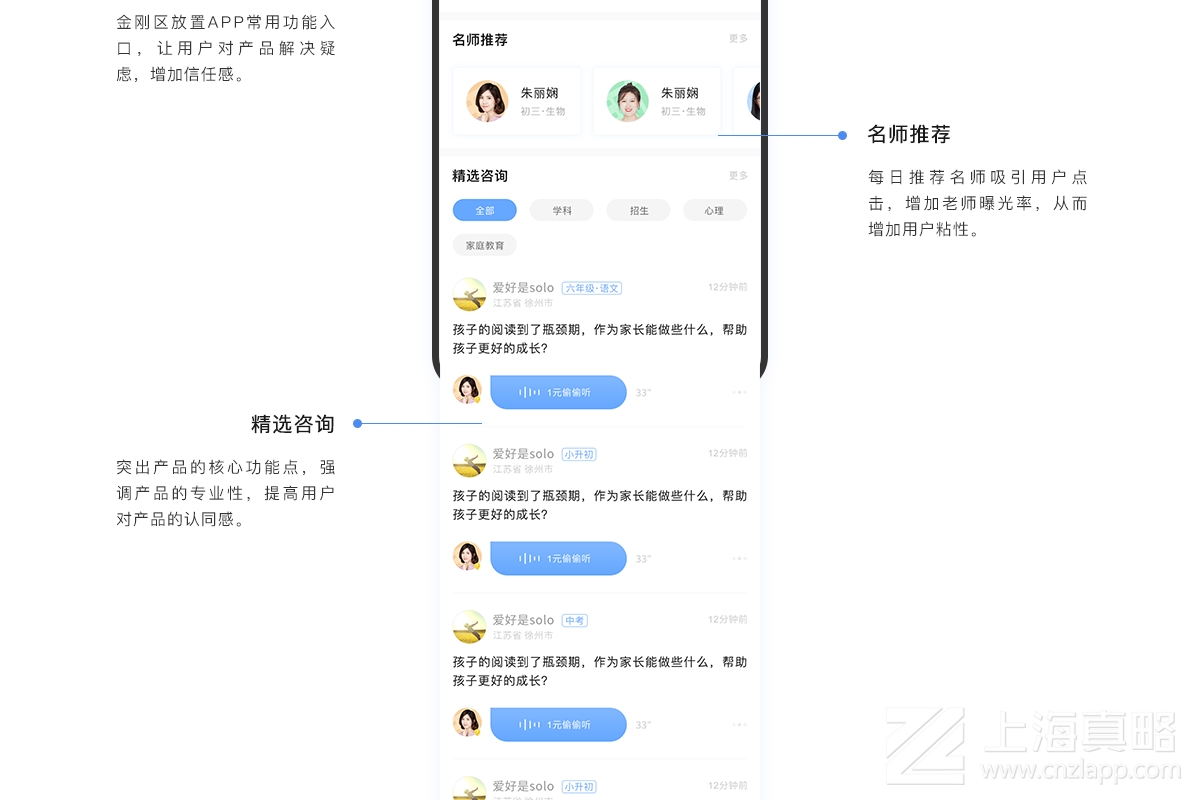 金刚区放置APP常用功能入
口，让用户对产品解决疑
虑，增加信任感。
名师推荐
更多
朱丽娴
初三·生物
朱丽娴
初三·生物
名师推荐
每日推荐名师吸引用户点
击，增加老师曝光率，从而
增加用户粘性。
精选咨询
更多
全部
学科
招生
心理
家庭教育
爱好是solo 六年级·语文 12分钟前
江苏省 徐州市
孩子的阅读到了瓶颈期，作为家长能做些什么，帮助
孩子更好的成长?
1元偷偷听 33"
精选咨询
突出产品的核心功能点，强
调产品的专业性，提高用户
对产品的认同感。
爱好是solo 小升初 12分钟前
江苏省 徐州市
孩子的阅读到了瓶颈期，作为家长能做些什么，帮助
孩子更好的成长?
1元偷偷听 33"
爱好是solo 中考 12分钟前
江苏省 徐州市
孩子的阅读到了瓶颈期，作为家长能做些什么，帮助
孩子更好的成长?
1元偷偷听 33"
爱好是solo 小升初 12分钟前
上海真略
www.cnzlapp.com